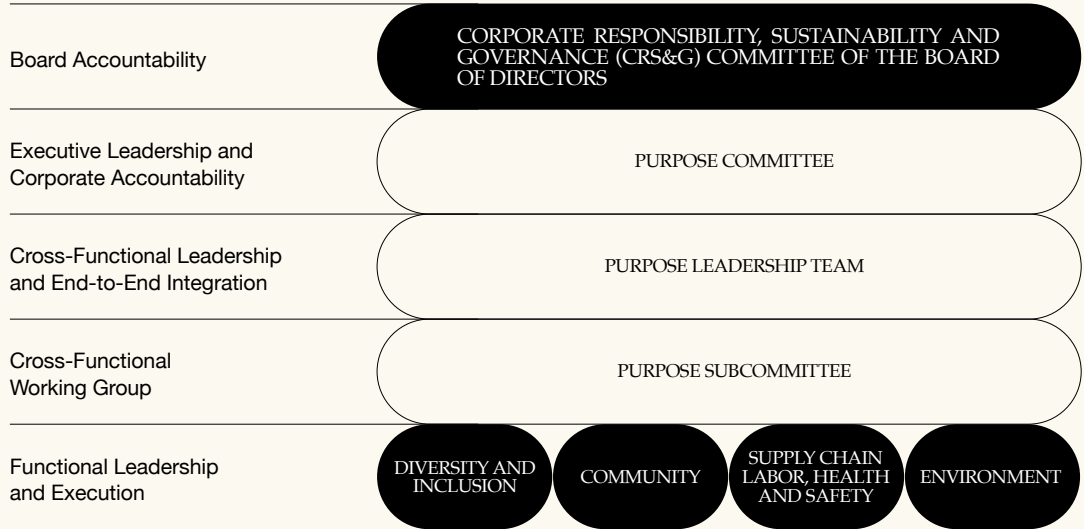 Board Accountability
CORPORATE RESPONSIBILITY, SUSTAINABILITY AND
GOVERNANCE (CRS&G) COMMITTEE OF THE BOARD
OF DIRECTORS
Executive Leadership and
Corporate Accountability
PURPOSE COMMITTEE
Cross-Functional Leadership
and End-to-End Integration
PURPOSE LEADERSHIP TEAM
Cross-Functional
Working Group
PURPOSE SUBCOMMITTEE
Functional Leadership
and Execution
DIVERSITY AND
INCLUSION
COMMUNITY
SUPPLY CHAIN
LABOR, HEALTH
AND SAFETY
ENVIRONMENT